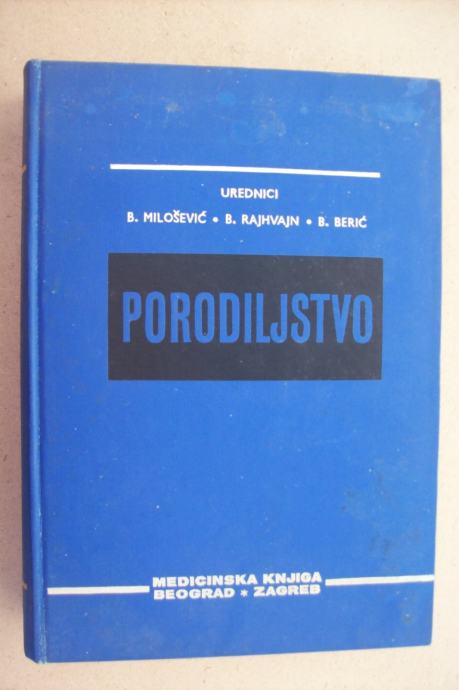 UREDNICI
B. MILOŠEVIĆ • B. RAJHVAJN • B. BERIĆ
PORODILJSTVO
MEDICINSKA KNJIGA
BEOGRAD * ZAGREB